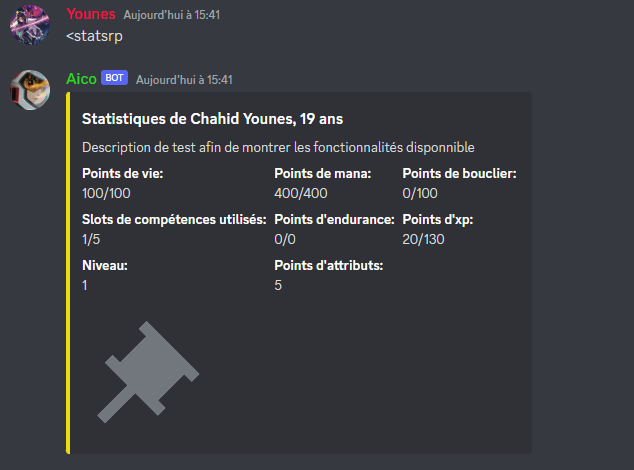 Younes Aujourd'hui à 15:41
<statsrp
Aico BOT Aujourd'hui à 15:41
Statistiques de Chahid Younes, 19 ans
Description de test afin de montrer les fonctionnalités disponnible
Points de vie: Points de mana: Points de bouclier:
100/100 400/400 0/100
Slots de compétences utilisés: Points d'endurance: Points d'xp:
1/5 0/0 20/130
Niveau: Points d'attributs:
1 5